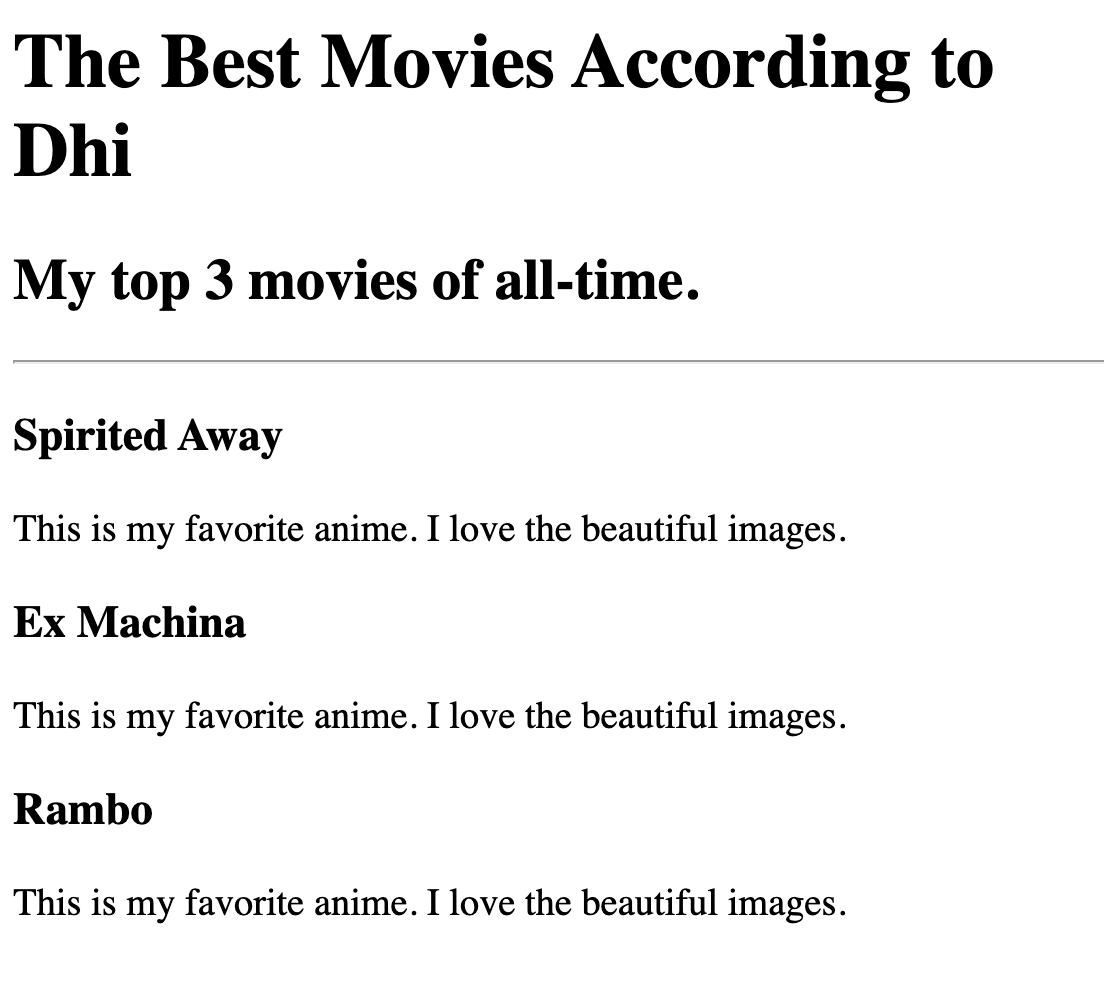 The Best Movies According to
Dhi
My top 3 movies of all-time.
Spirited Away
This is my favorite anime. I love the beautiful images.
Ex Machina
This is my favorite anime. I love the beautiful images.
Rambo
This is my favorite anime. I love the beautiful images.